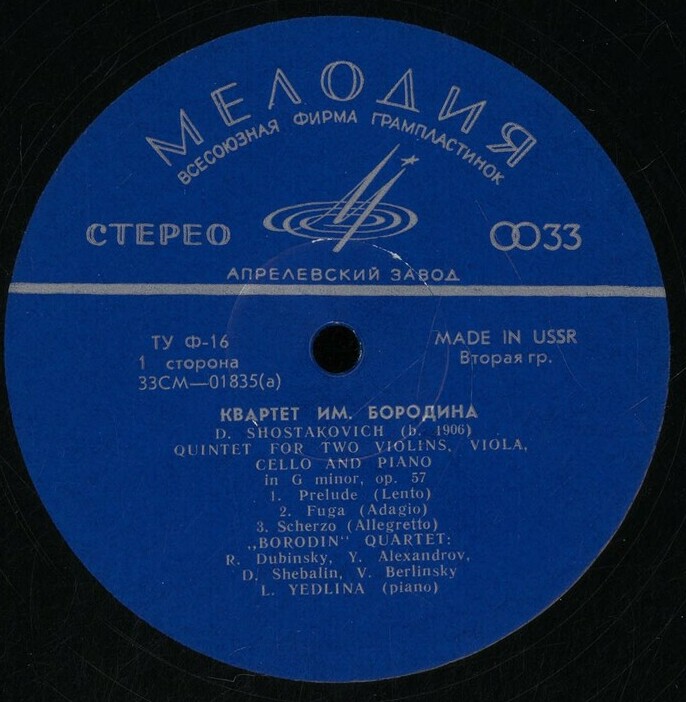 МЕЛОДИЯ
ВСЕСОЮЗНАЯ ФИРМА ГРАМПЛАСТИНОК
СТЕРЕО
33
АПРЕЛЕВСКИЙ ЗАВОД
ТУ Ф-16
MADE IN USSR
1 сторона
Вторая гр.
33СМ—01835(а)
КВАРТЕТ ИМ. БОРОДИНА
D. SHOSTAKOVICH (b. 1906)
QUINTET FOR TWO VIOLINS, VIOLA,
CELLO AND PIANO
in G minor, op. 57
1. Prelude (Lento)
2. Fuga (Adagio)
3. Scherzo (Allegretto)
„BORODIN" QUARTET:
R. Dubinsky, Y. Alexandrov,
D. Shebalin, V. Berlinsky
L. YEDLINA (piano)